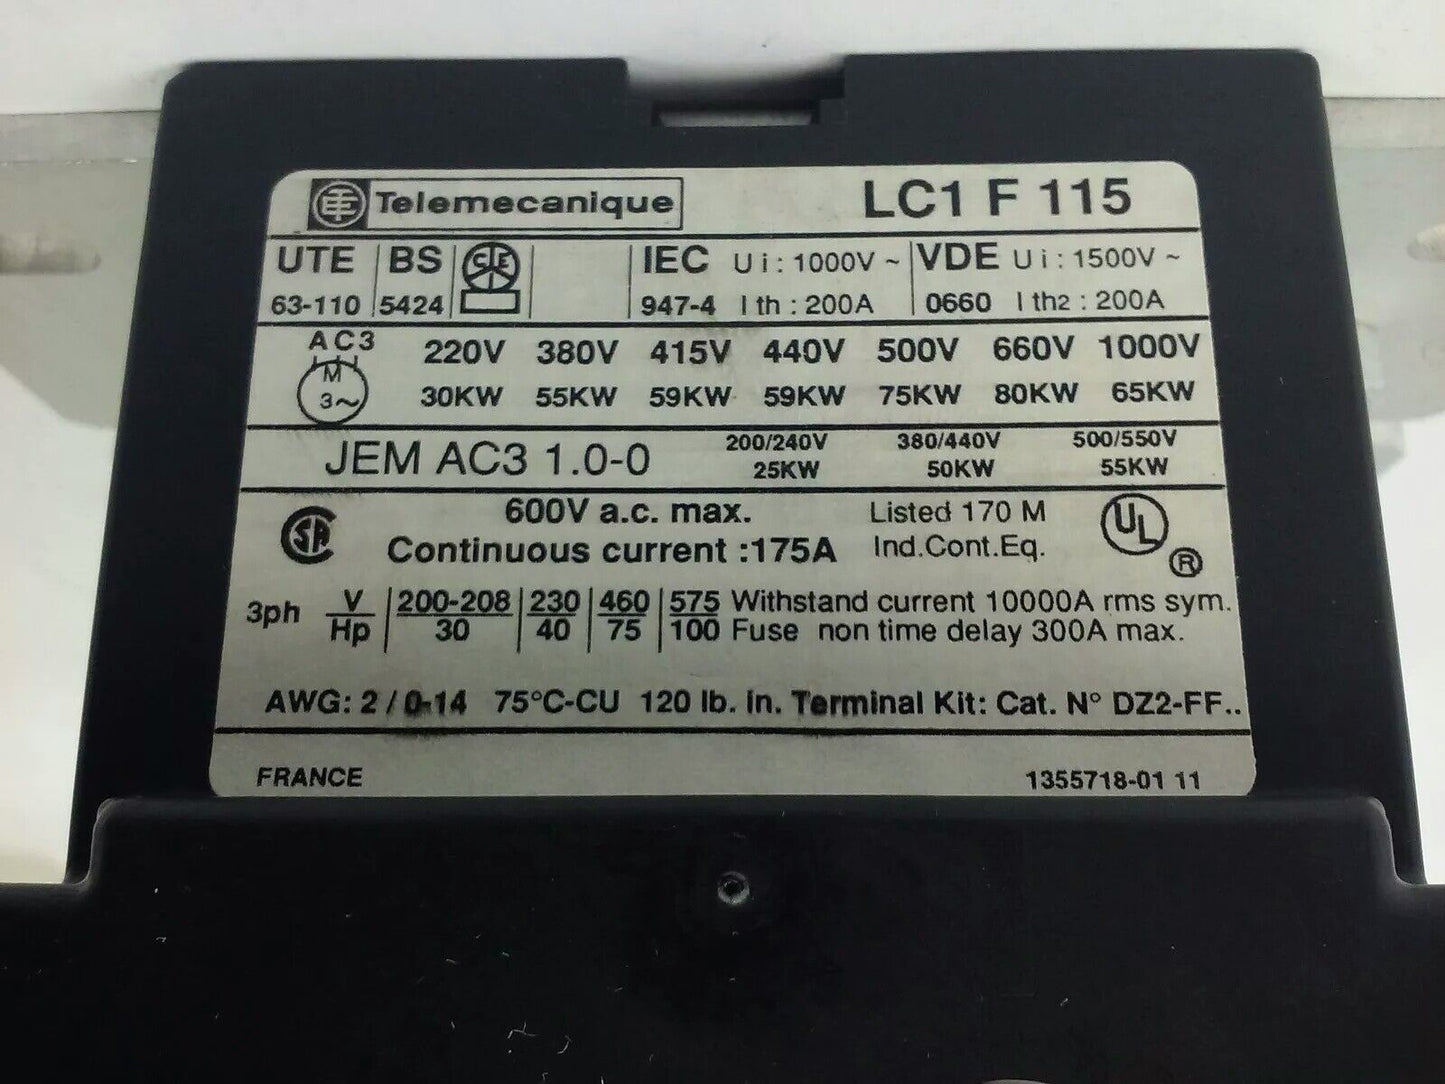 Telemecanique LC1 F 115
UTE BS IEC Ui : 1000V ~ VDE Ui : 1500V ~
63-110 5424 947-4 Ith : 200A 0660 Ith2 : 200A
AC3 220V 380V 415V 440V 500V 660V 1000V
M
3~ 30KW 55KW 59KW 59KW 75KW 80KW 65KW
JEM AC3 1.0-0
200/240V 380/440V 500/550V
25KW 50KW 55KW
600V a.c. max. Listed 170 M UL
SA Continuous current :175A Ind.Cont.Eq. ®
3ph V 200-208 230 460 575 Withstand current 10000A rms sym.
Hp 30 40 75 100 Fuse non time delay 300A max.
AWG: 2 / 0-14 75°C-CU 120 lb. in. Terminal Kit: Cat. N° DZ2-FF..
FRANCE 1355718-01 11